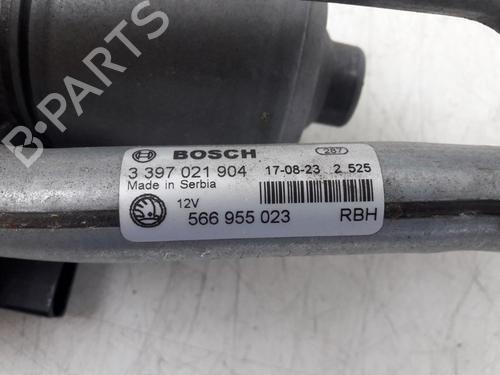 B-PARTS
BOSCH 287
3 397 021 904 17-08-23 2 525
Made in Serbia
12V
566 955 023 RBH